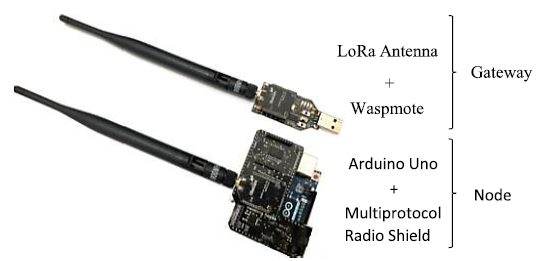 LoRa Antenna
+
Waspmote
Gateway
Arduino Uno
+
Multiprotocol
Radio Shield
Node